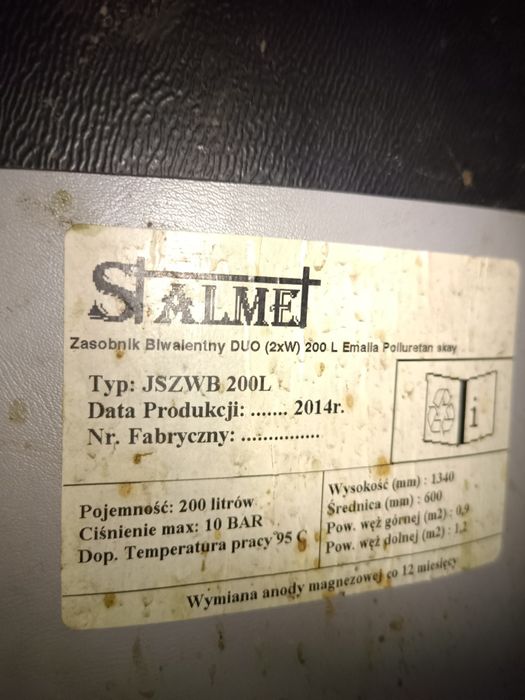 STALMET
Zasobnik Biwalentny DUO (2xW) 200 L Emalia Poliuretan skay
Typ: JSZWB 200L
Data Produkcji: ....... 2014r.
Nr. Fabryczny: ...............
i
Pojemność: 200 litrów
Ciśnienie max: 10 BAR
Dop. Temperatura pracy 95 C
Wysokość (mm) : 1340
Średnica (mm) : 600
Pow. węż górnej (m2) : 0,9
Pow. węż dolnej (m2) : 1,2
Wymiana anody magnezowej co 12 miesięcy